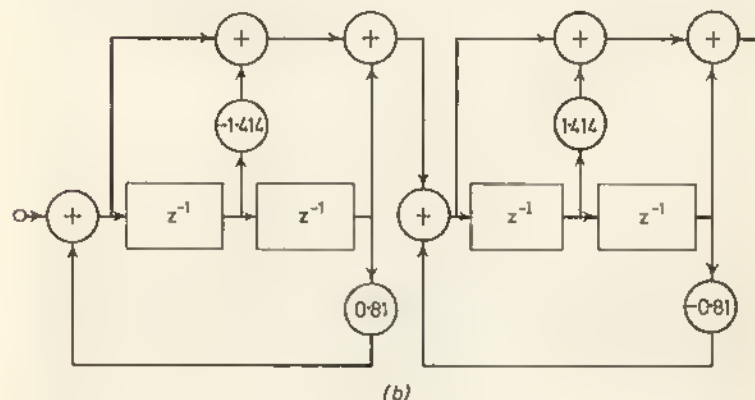 + + + +
-1·414 1·414
+ z⁻¹ z⁻¹ + z⁻¹ z⁻¹
0·81 -0·81
(b)